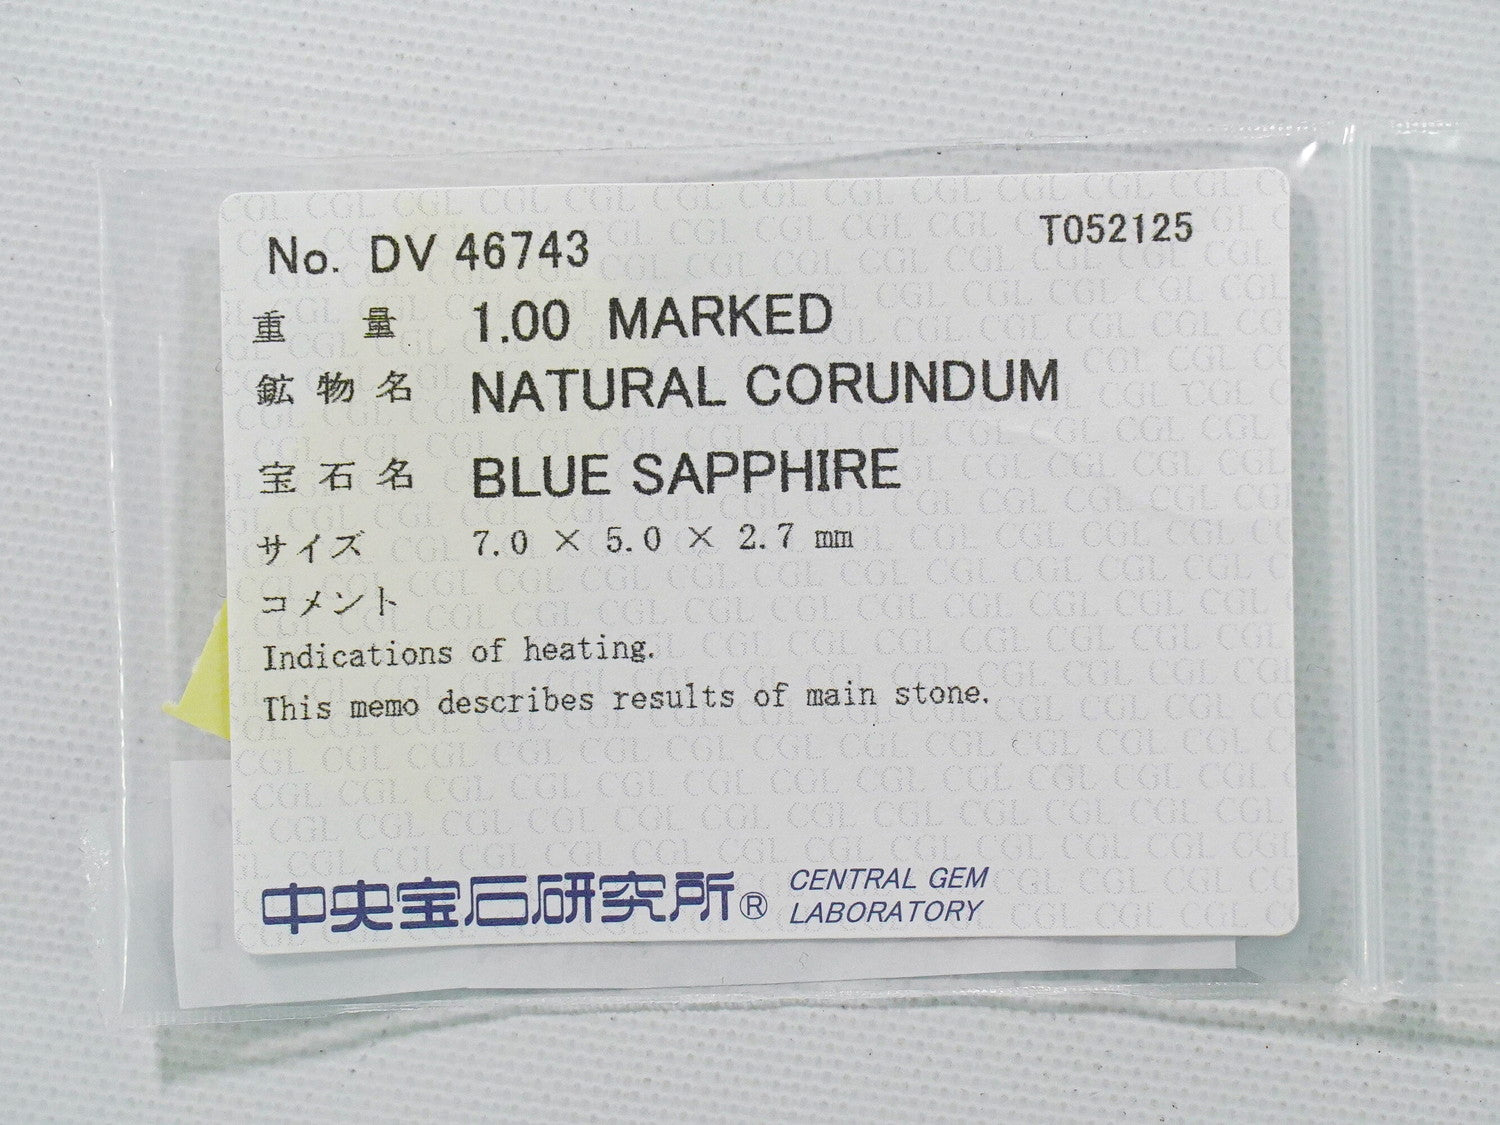 No. DV 46743
T052125
重量 1.00 MARKED
鉱物名 NATURAL CORUNDUM
宝石名 BLUE SAPPHIRE
サイズ 7.0 × 5.0 × 2.7 mm
コメント
Indications of heating.
This memo describes results of main stone.
中央宝石研究所® CENTRAL GEM
LABORATORY